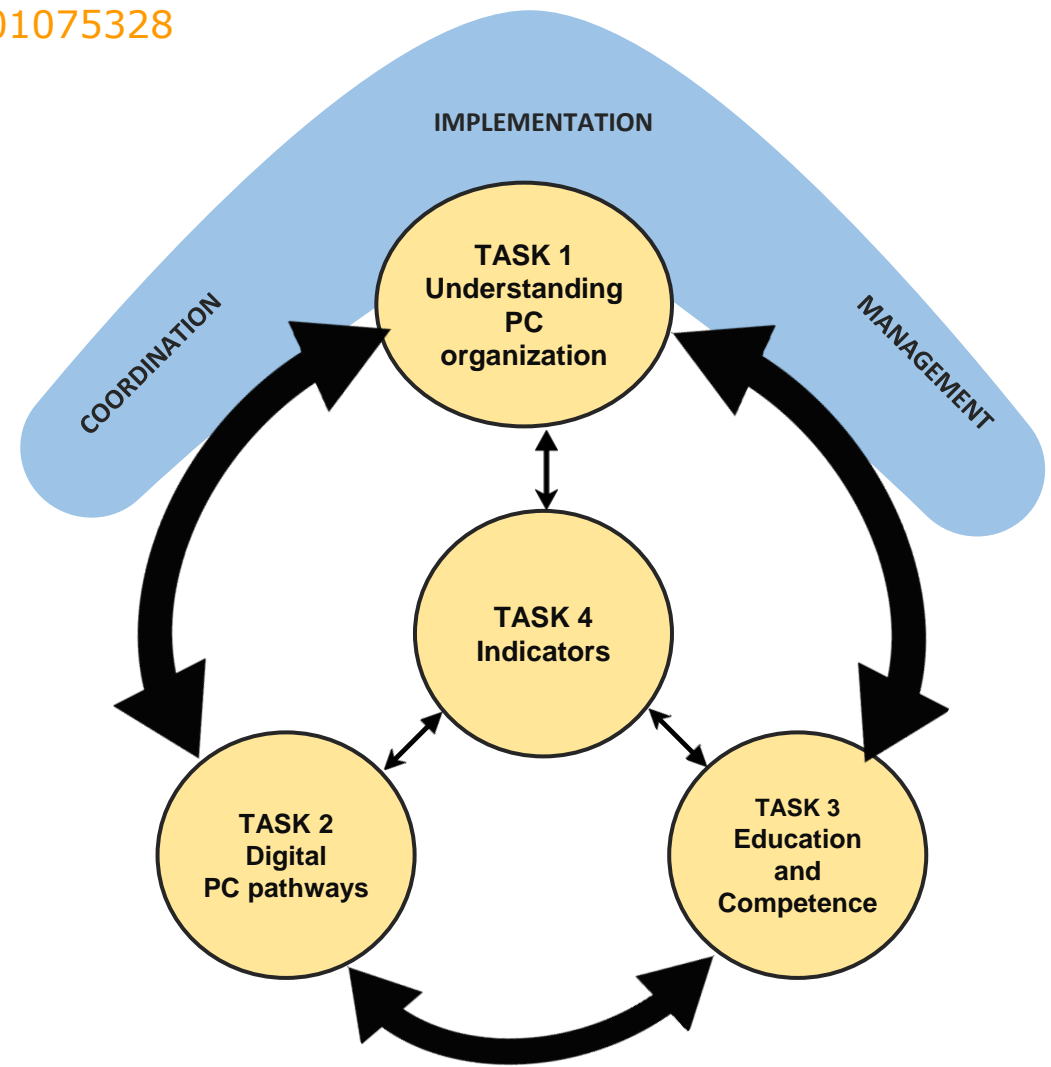 01075328
IMPLEMENTATION
COORDINATION
MANAGEMENT
TASK 1
Understanding
PC
organization
TASK 4
Indicators
TASK 2
Digital
PC pathways
TASK 3
Education
and
Competence